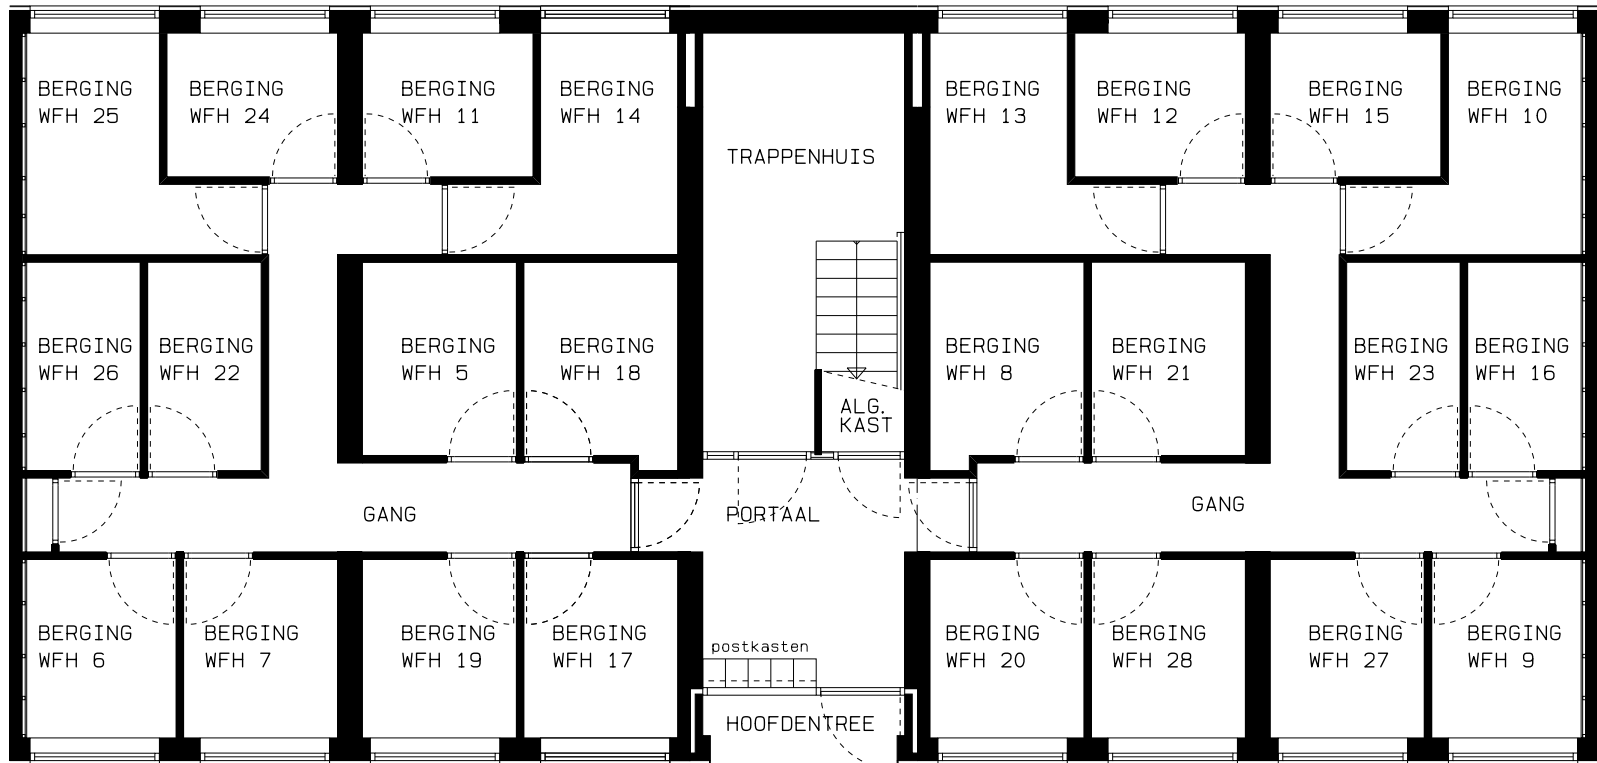 BERGING
WFH 25
BERGING
WFH 24
BERGING
WFH 11
BERGING
WFH 14
BERGING
WFH 13
BERGING
WFH 12
BERGING
WFH 15
BERGING
WFH 10
TRAPPENHUIS
BERGING
WFH 26
BERGING
WFH 22
BERGING
WFH 5
BERGING
WFH 18
BERGING
WFH 8
BERGING
WFH 21
BERGING
WFH 23
BERGING
WFH 16
ALG.
KAST
GANG
PORTAAL
GANG
BERGING
WFH 6
BERGING
WFH 7
BERGING
WFH 19
BERGING
WFH 17
postkasten
BERGING
WFH 20
BERGING
WFH 28
BERGING
WFH 27
BERGING
WFH 9
HOOFDENTREE